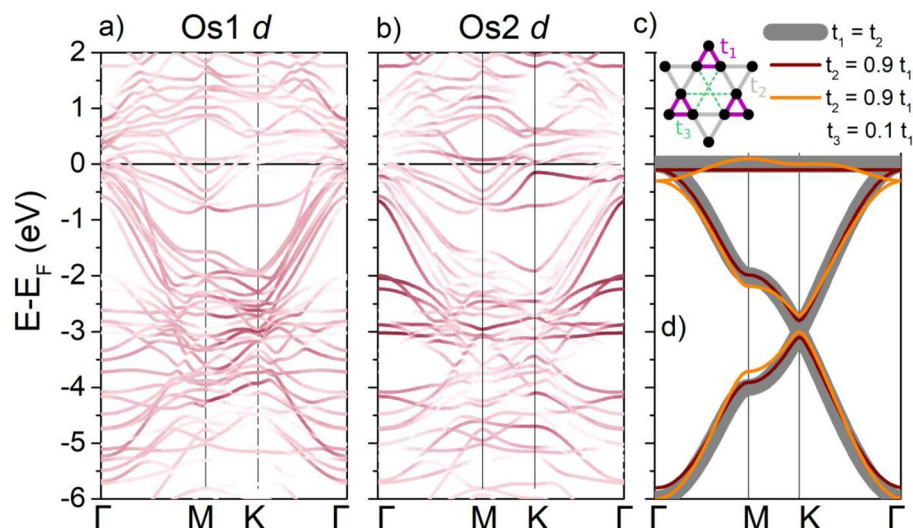 a) Os1 d
b) Os2 d
c)
t₁
t₂
t₃
t₁ = t₂
t₂ = 0.9 t₁
t₂ = 0.9 t₁
t₃ = 0.1 t₁
d)
E-E_F (eV)
2
1
0
-1
-2
-3
-4
-5
-6
Γ M K Γ
Γ M K Γ
Γ M K Γ